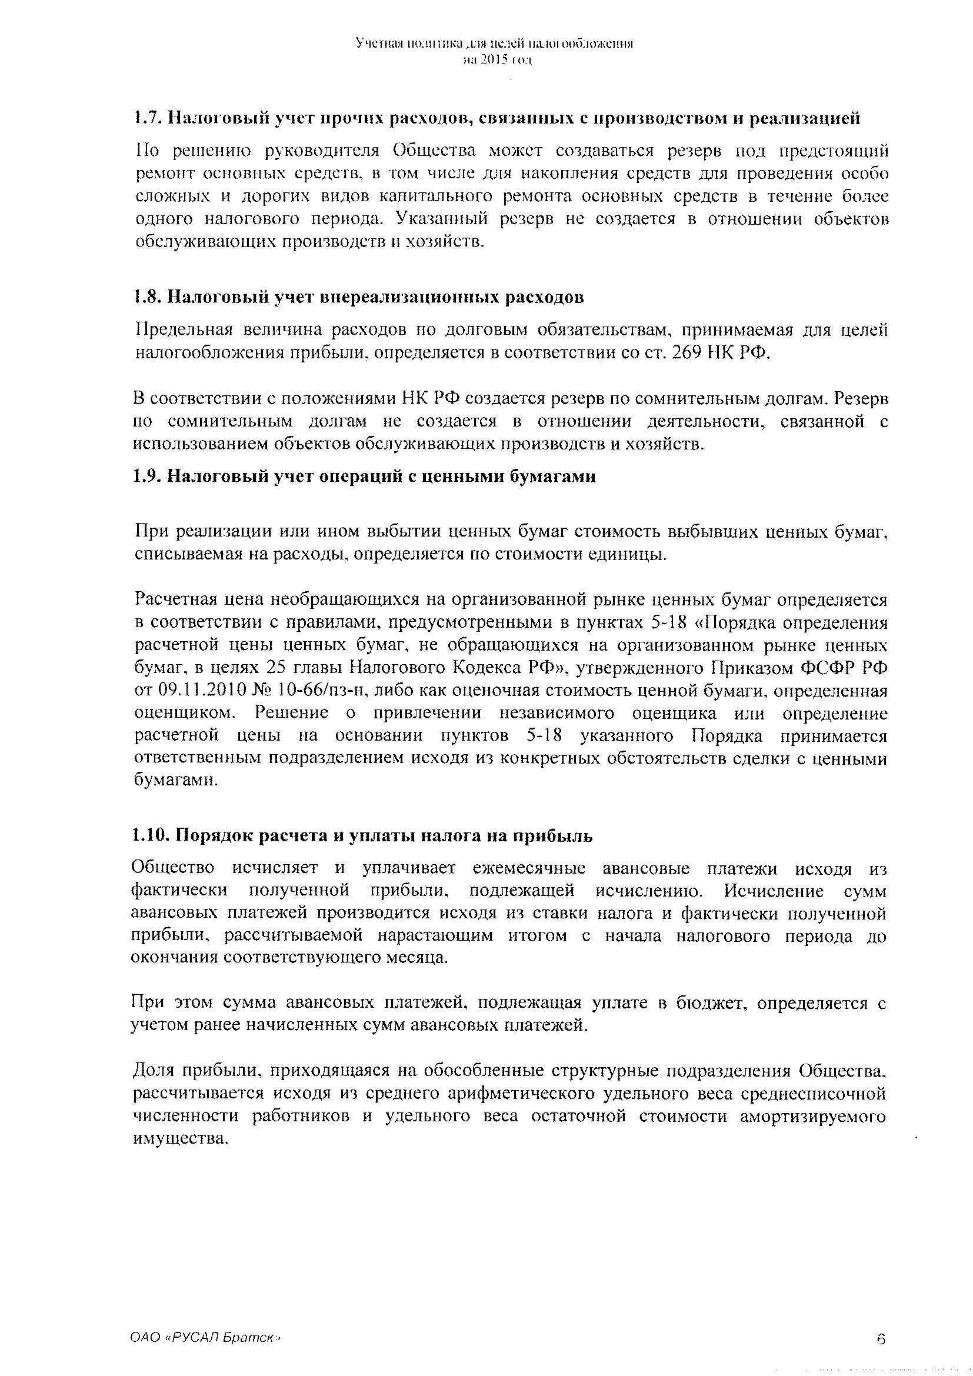 Учетная политика для целей налогообложения
на 2015 год
1.7. Налоговый учет прочих расходов, связанных с производством и реализацией
По решению руководителя Общества может создаваться резерв под предстоящий
ремонт основных средств, в том числе для накопления средств для проведения особо
сложных и дорогих видов капитального ремонта основных средств в течение более
одного налогового периода. Указанный резерв не создается в отношении объектов
обслуживающих производств и хозяйств.
1.8. Налоговый учет внереализационных расходов
Предельная величина расходов по долговым обязательствам, принимаемая для целей
налогообложения прибыли, определяется в соответствии со ст. 269 НК РФ.
В соответствии с положениями НК РФ создается резерв по сомнительным долгам. Резерв
по сомнительным долгам не создается в отношении деятельности, связанной с
использованием объектов обслуживающих производств и хозяйств.
1.9. Налоговый учет операций с ценными бумагами
При реализации или ином выбытии ценных бумаг стоимость выбывших ценных бумаг,
списываемая на расходы, определяется по стоимости единицы.
Расчетная цена необращающихся на организованной рынке ценных бумаг определяется
в соответствии с правилами, предусмотренными в пунктах 5-18 «Порядка определения
расчетной цены ценных бумаг, не обращающихся на организованном рынке ценных
бумаг, в целях 25 главы Налогового Кодекса РФ», утвержденного Приказом ФСФР РФ
от 09.11.2010 № 10-66/пз-н, либо как оценочная стоимость ценной бумаги, определенная
оценщиком. Решение о привлечении независимого оценщика или определение
расчетной цены на основании пунктов 5-18 указанного Порядка принимается
ответственным подразделением исходя из конкретных обстоятельств сделки с ценными
бумагами.
1.10. Порядок расчета и уплаты налога на прибыль
Общество исчисляет и уплачивает ежемесячные авансовые платежи исходя из
фактически полученной прибыли, подлежащей исчислению. Исчисление сумм
авансовых платежей производится исходя из ставки налога и фактически полученной
прибыли, рассчитываемой нарастающим итогом с начала налогового периода до
окончания соответствующего месяца.
При этом сумма авансовых платежей, подлежащая уплате в бюджет, определяется с
учетом ранее начисленных сумм авансовых платежей.
Доля прибыли, приходящаяся на обособленные структурные подразделения Общества,
рассчитывается исходя из среднего арифметического удельного веса среднесписочной
численности работников и удельного веса остаточной стоимости амортизируемого
имущества.
ОАО «РУСАЛ Братск»
6